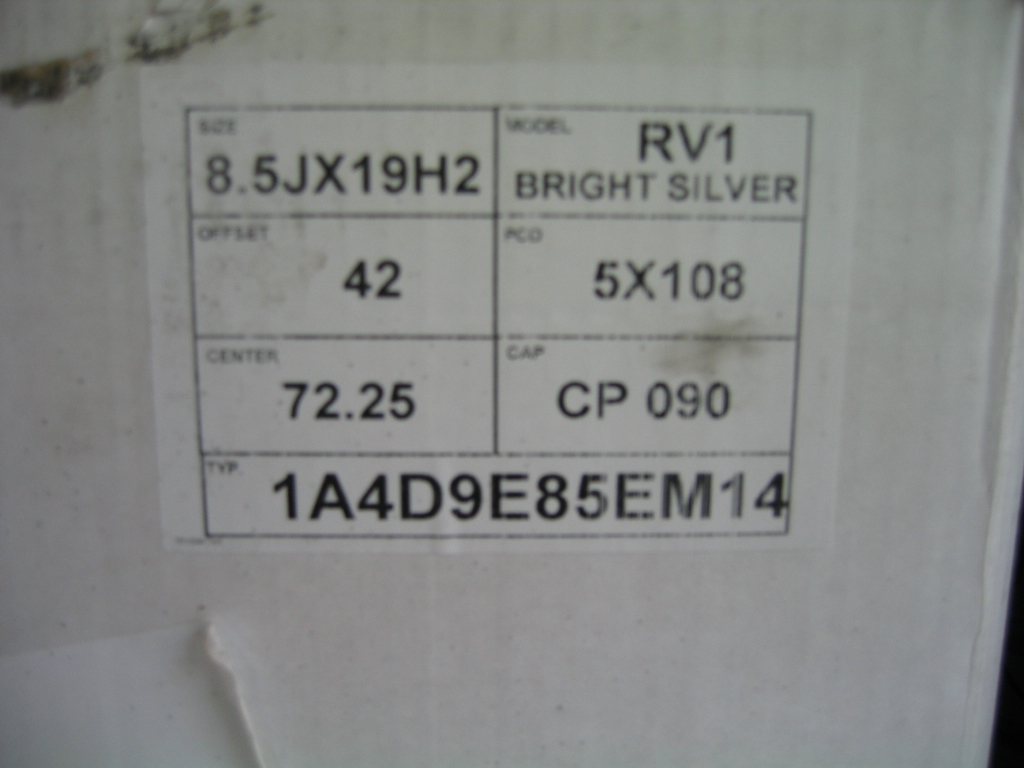 SIZE
8.5JX19H2
MODEL
RV1
BRIGHT SILVER
OFFSET
42
PCD
5X108
CENTER
72.25
CAP
CP 090
TYP.
1A4D9E85EM14